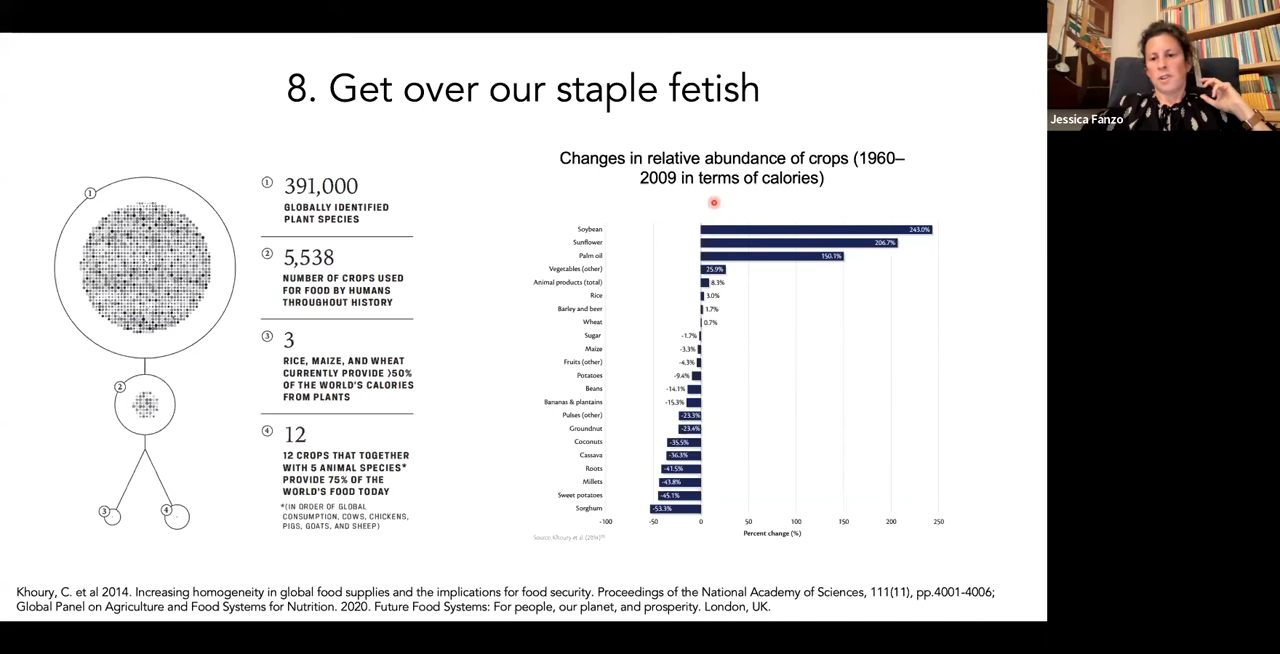 8. Get over our staple fetish
Jessica Fanzo
1
391,000
GLOBALLY IDENTIFIED
PLANT SPECIES
2
5,538
NUMBER OF CROPS USED
FOR FOOD BY HUMANS
THROUGHOUT HISTORY
3
3
RICE, MAIZE, AND WHEAT
CURRENTLY PROVIDE >50%
OF THE WORLD'S CALORIES
FROM PLANTS
4
12
12 CROPS THAT TOGETHER
WITH 5 ANIMAL SPECIES*
PROVIDE 75% OF THE
WORLD'S FOOD TODAY
*(IN ORDER OF GLOBAL
CONSUMPTION, COWS, CHICKENS,
PIGS, GOATS, AND SHEEP)
1
2
3
4
Changes in relative abundance of crops (1960–
2009 in terms of calories)
Soybean 243.0%
Sunflower 206.7%
Palm oil 150.1%
Vegetables (other) 25.9%
Animal products (total) 8.3%
Rice 3.0%
Barley and beer 1.7%
Wheat 0.7%
Sugar -1.7%
Maize -3.3%
Fruits (other) -4.3%
Potatoes -9.4%
Beans -14.1%
Bananas & plantains -15.3%
Pulses (other) -23.3%
Groundnut -23.4%
Coconuts -35.5%
Cassava -36.3%
Roots -41.5%
Millets -43.8%
Sweet potatoes -45.1%
Sorghum -53.3%
-100 -50 0 50 100 150 200 250
Percent change (%)
Source: Khoury et al. (2014)
Khoury, C. et al 2014. Increasing homogeneity in global food supplies and the implications for food security. Proceedings of the National Academy of Sciences, 111(11), pp.4001-4006;
Global Panel on Agriculture and Food Systems for Nutrition. 2020. Future Food Systems: For people, our planet, and prosperity. London, UK.